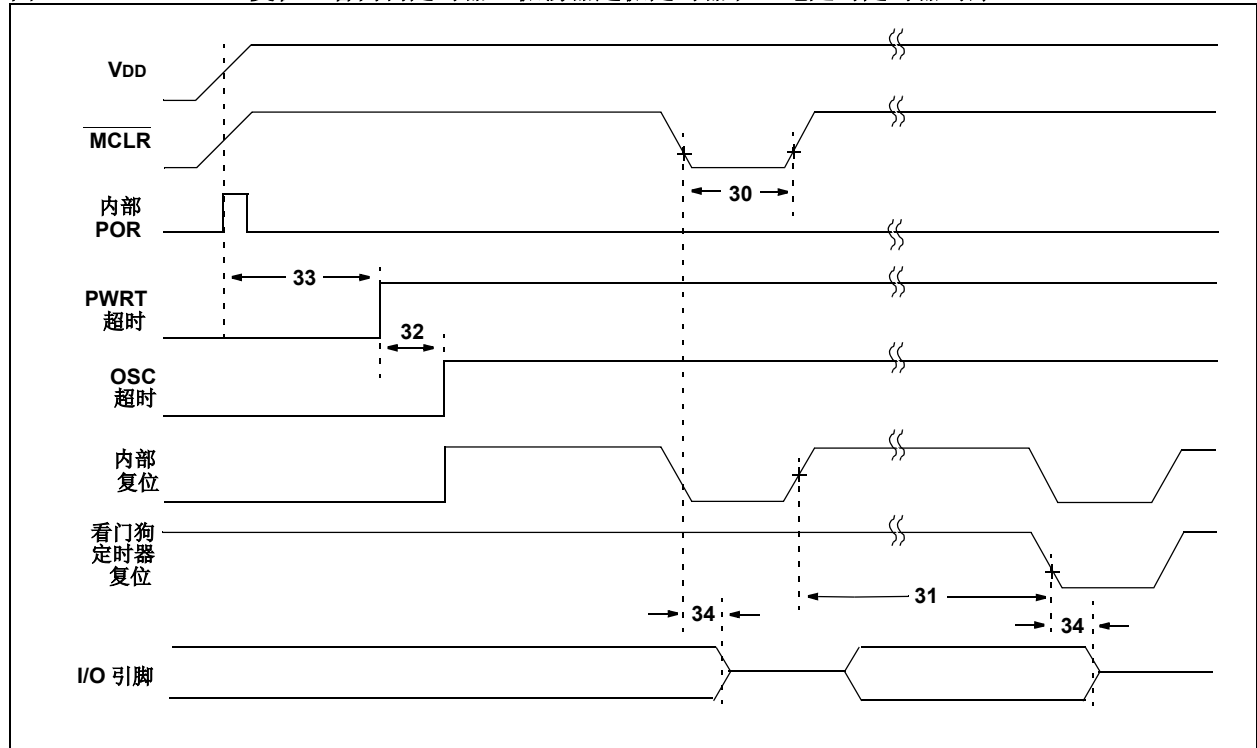 VDD
MCLR
30
内部
POR
33
PWRT
超时
32
OSC
超时
内部
复位
看门狗
定时器
复位
31
34
34
I/O 引脚